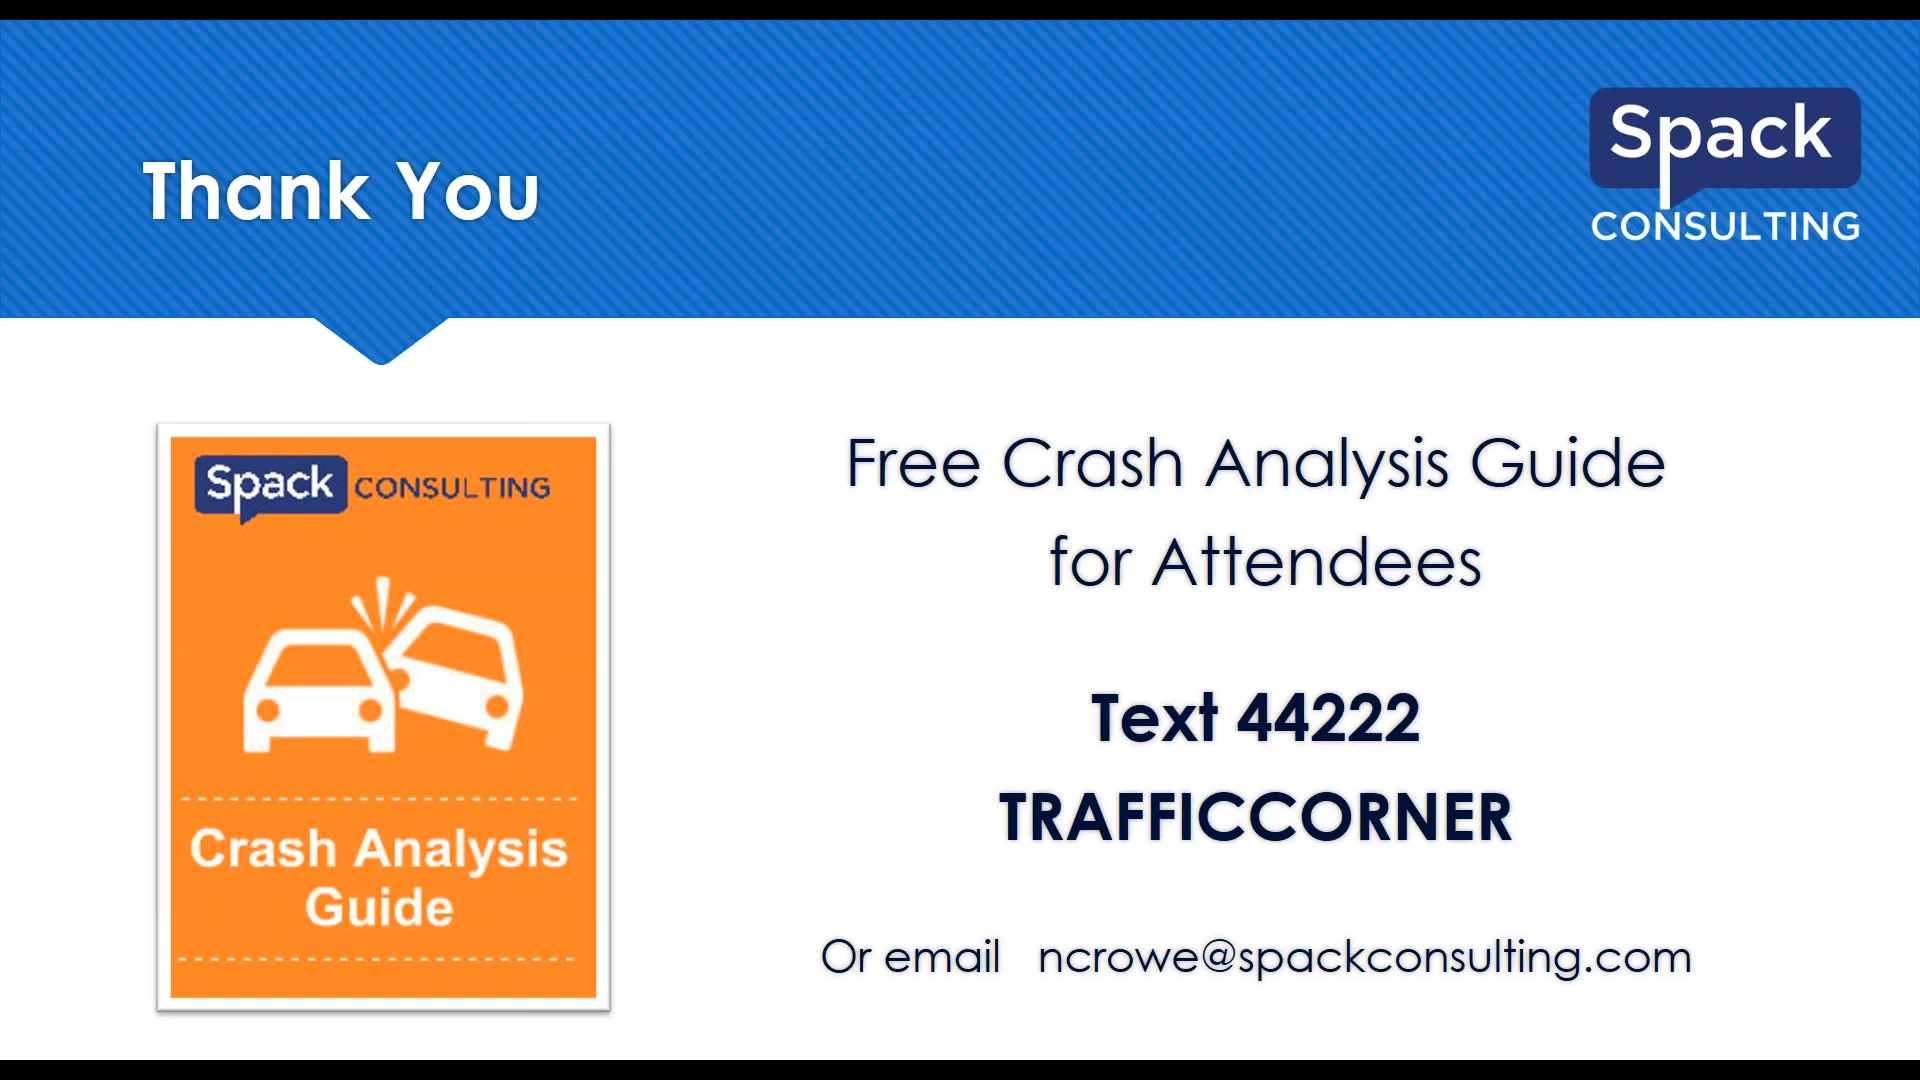 Thank You
Spack
CONSULTING
Spack CONSULTING
Crash Analysis
Guide
Free Crash Analysis Guide
for Attendees
Text 44222
TRAFFICCORNER
Or email ncrowe@spackconsulting.com